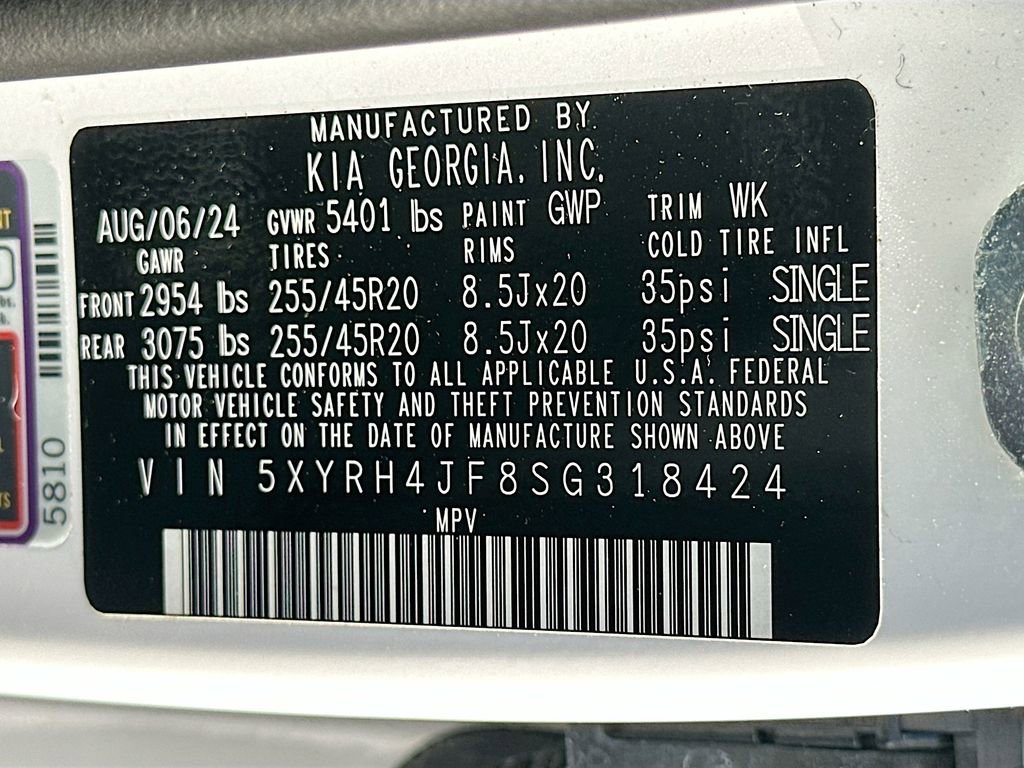 MANUFACTURED BY
KIA GEORGIA, INC.
AUG/06/24 GVWR 5401 lbs PAINT GWP TRIM WK
GAWR TIRES RIMS COLD TIRE INFL
FRONT 2954 lbs 255/45R20 8.5Jx20 35psi SINGLE
REAR 3075 lbs 255/45R20 8.5Jx20 35psi SINGLE
THIS VEHICLE CONFORMS TO ALL APPLICABLE U.S.A. FEDERAL
MOTOR VEHICLE SAFETY AND THEFT PREVENTION STANDARDS
IN EFFECT ON THE DATE OF MANUFACTURE SHOWN ABOVE
VIN 5XYRH4JF8SG318424
MPV
5810